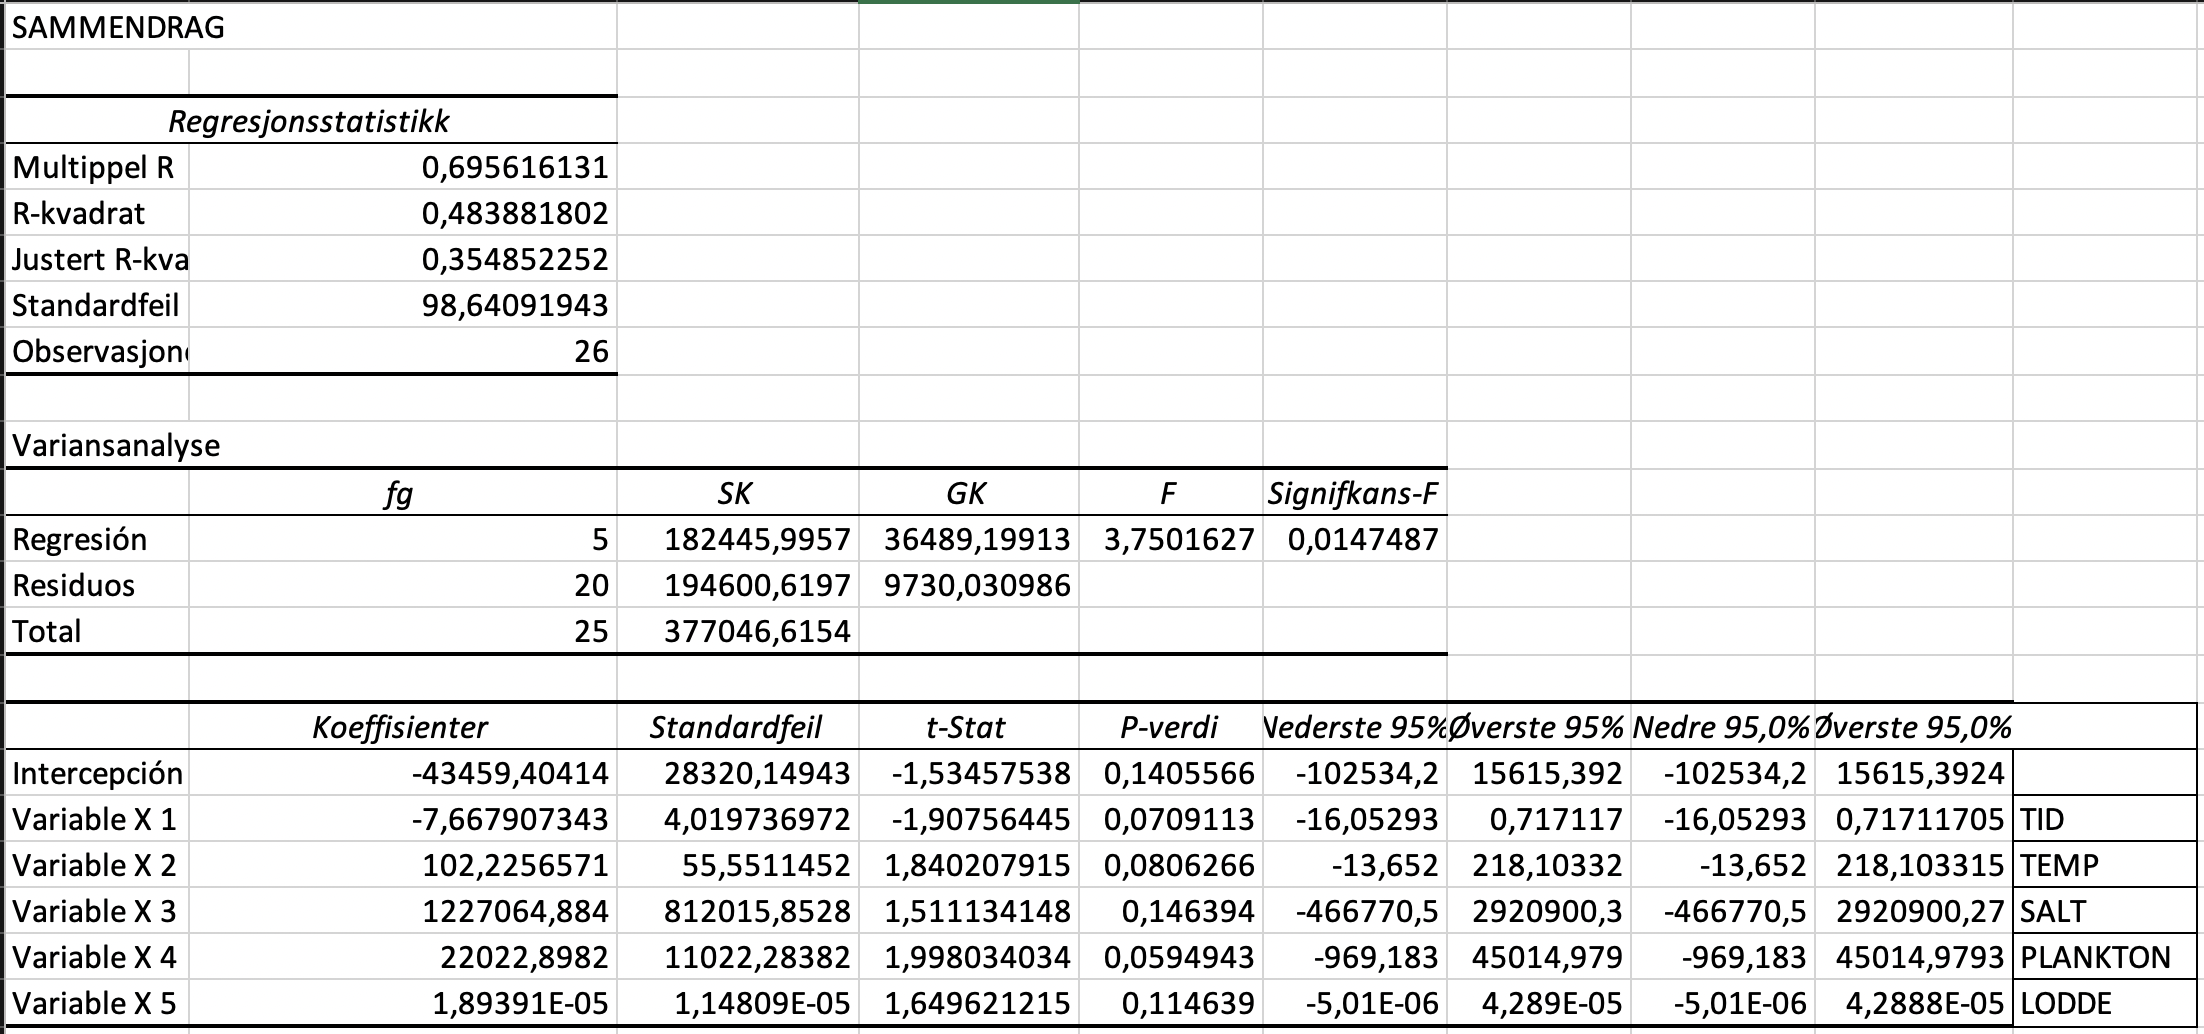 SAMMENDRAG
Regresjonsstatistikk
Multippel R 0,695616131
R-kvadrat 0,483881802
Justert R-kva 0,354852252
Standardfeil 98,64091943
Observasjon 26
Variansanalyse
fg SK GK F Signifkans-F
Regresión 5 182445,9957 36489,19913 3,7501627 0,0147487
Residuos 20 194600,6197 9730,030986
Total 25 377046,6154
Koeffisienter Standardfeil t-Stat P-verdi Nederste 95% Øverste 95% Nedre 95,0% Øverste 95,0%
Intercepción -43459,40414 28320,14943 -1,53457538 0,1405566 -102534,2 15615,392 -102534,2 15615,3924
Variable X 1 -7,667907343 4,019736972 -1,90756445 0,0709113 -16,05293 0,717117 -16,05293 0,71711705 TID
Variable X 2 102,2256571 55,5511452 1,840207915 0,0806266 -13,652 218,10332 -13,652 218,103315 TEMP
Variable X 3 1227064,884 812015,8528 1,511134148 0,146394 -466770,5 2920900,3 -466770,5 2920900,27 SALT
Variable X 4 22022,8982 11022,28382 1,998034034 0,0594943 -969,183 45014,979 -969,183 45014,9793 PLANKTON
Variable X 5 1,89391E-05 1,14809E-05 1,649621215 0,114639 -5,01E-06 4,289E-05 -5,01E-06 4,2888E-05 LODDE